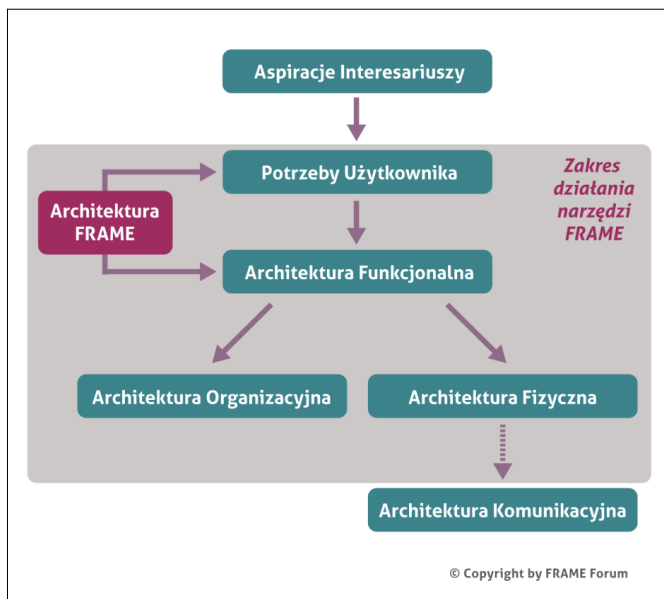 Aspiracje Interesariuszy
Potrzeby Użytkownika
Zakres
działania
narzędzi
FRAME
Architektura
FRAME
Architektura Funkcjonalna
Architektura Organizacyjna
Architektura Fizyczna
Architektura Komunikacyjna
© Copyright by FRAME Forum